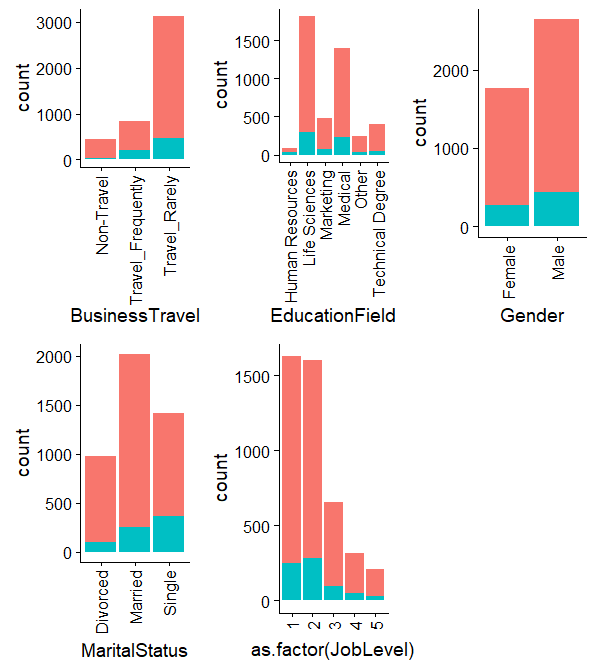 3000
2000
1000
0
count
Non-Travel
Travel_Frequently
Travel_Rarely
BusinessTravel
1500
1000
500
0
count
Human Resources
Life Sciences
Marketing
Medical
Other
Technical Degree
EducationField
2000
1000
0
count
Female
Male
Gender
2000
1500
1000
500
0
count
Divorced
Married
Single
MaritalStatus
1500
1000
500
0
count
1
2
3
4
5
as.factor(JobLevel)